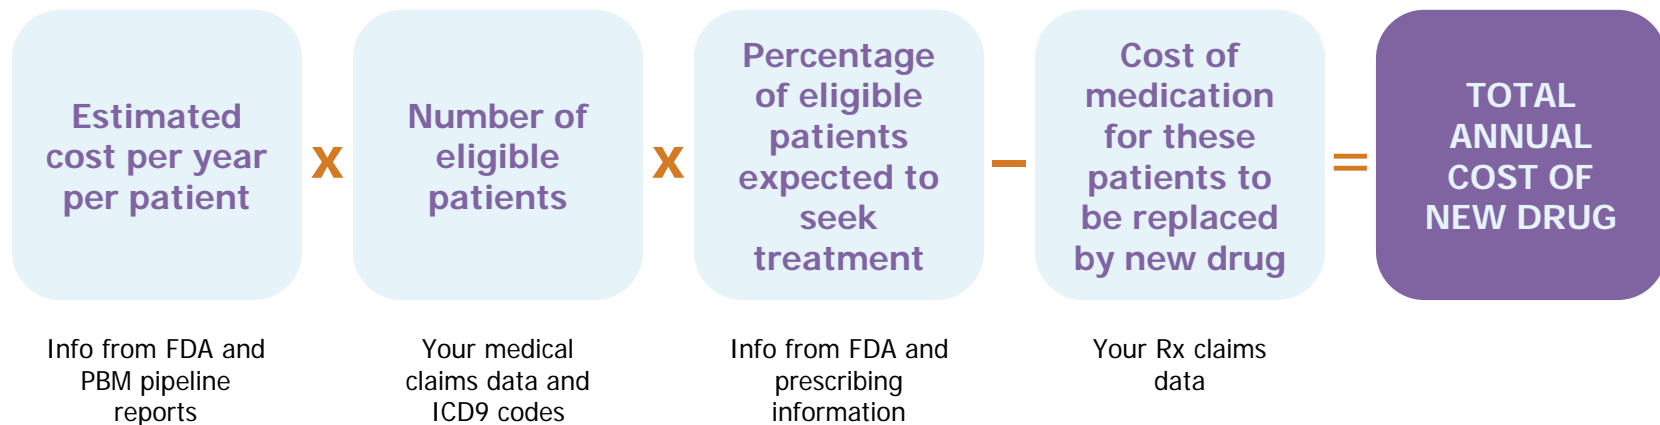 Estimated
cost per year
per patient
x
Number of
eligible
patients
x
Percentage
of eligible
patients
expected to
seek
treatment
–
Cost of
medication
for these
patients to
be replaced
by new drug
=
TOTAL
ANNUAL
COST OF
NEW DRUG
Info from FDA and
PBM pipeline
reports
Your medical
claims data and
ICD9 codes
Info from FDA and
prescribing
information
Your Rx claims
data